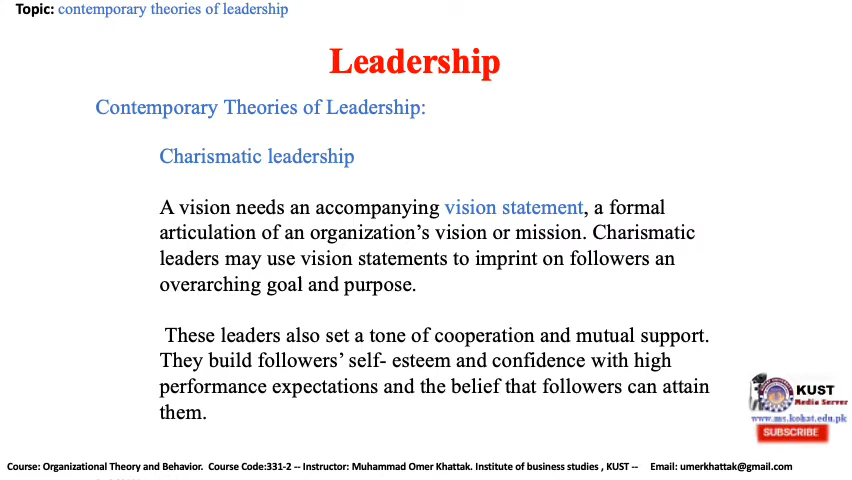 Topic: contemporary theories of leadership
Leadership
Contemporary Theories of Leadership:
Charismatic leadership
A vision needs an accompanying vision statement, a formal
articulation of an organization’s vision or mission. Charismatic
leaders may use vision statements to imprint on followers an
overarching goal and purpose.
These leaders also set a tone of cooperation and mutual support.
They build followers’ self- esteem and confidence with high
performance expectations and the belief that followers can attain
them.
KUST
Media Server
www.ms.kohat.edu.pk
SUBSCRIBE
Course: Organizational Theory and Behavior. Course Code:331-2 -- Instructor: Muhammad Omer Khattak. Institute of business studies , KUST -- Email: umerkhattak@gmail.com